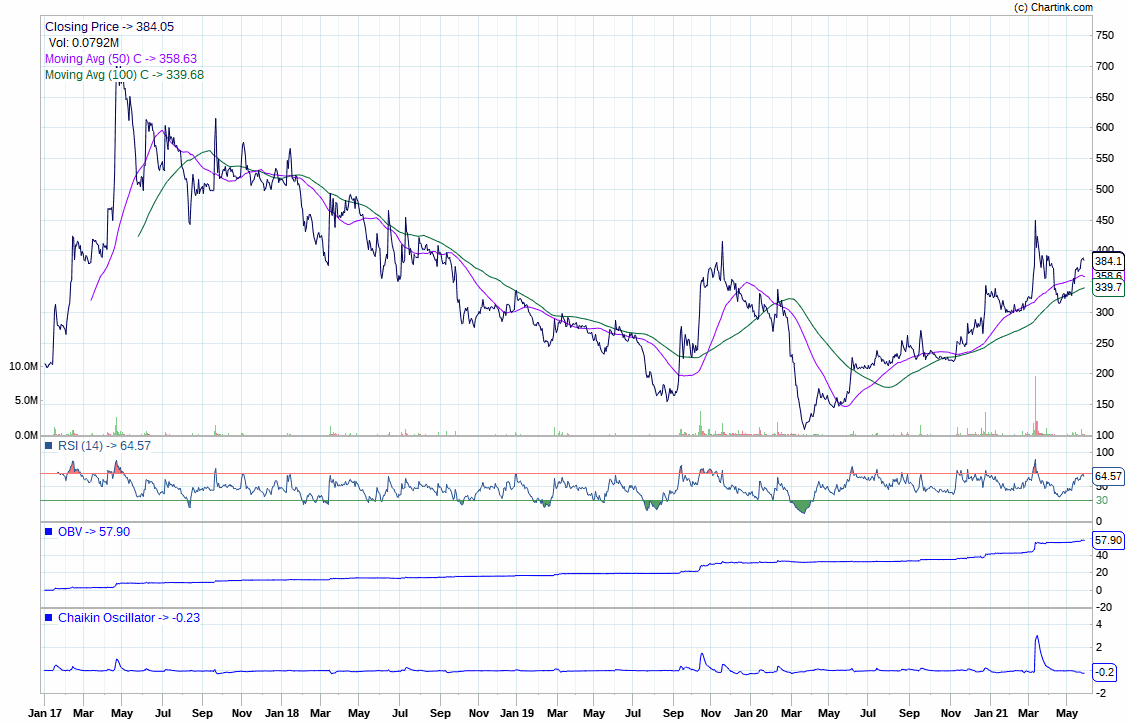 (c) Chartink.com
Closing Price -> 384.05
Vol: 0.0792M
Moving Avg (50) C -> 358.63
Moving Avg (100) C -> 339.68
750
700
650
600
550
500
450
400
384.1
358.6
339.7
300
250
200
150
100
10.0M
5.0M
0.0M
RSI (14) -> 64.57
100
64.57
50
30
0
OBV -> 57.90
57.90
40
20
0
-20
Chaikin Oscillator -> -0.23
4
2
-0.2
-2
Jan 17 Mar May Jul Sep Nov Jan 18 Mar May Jul Sep Nov Jan 19 Mar May Jul Sep Nov Jan 20 Mar May Jul Sep Nov Jan 21 Mar May